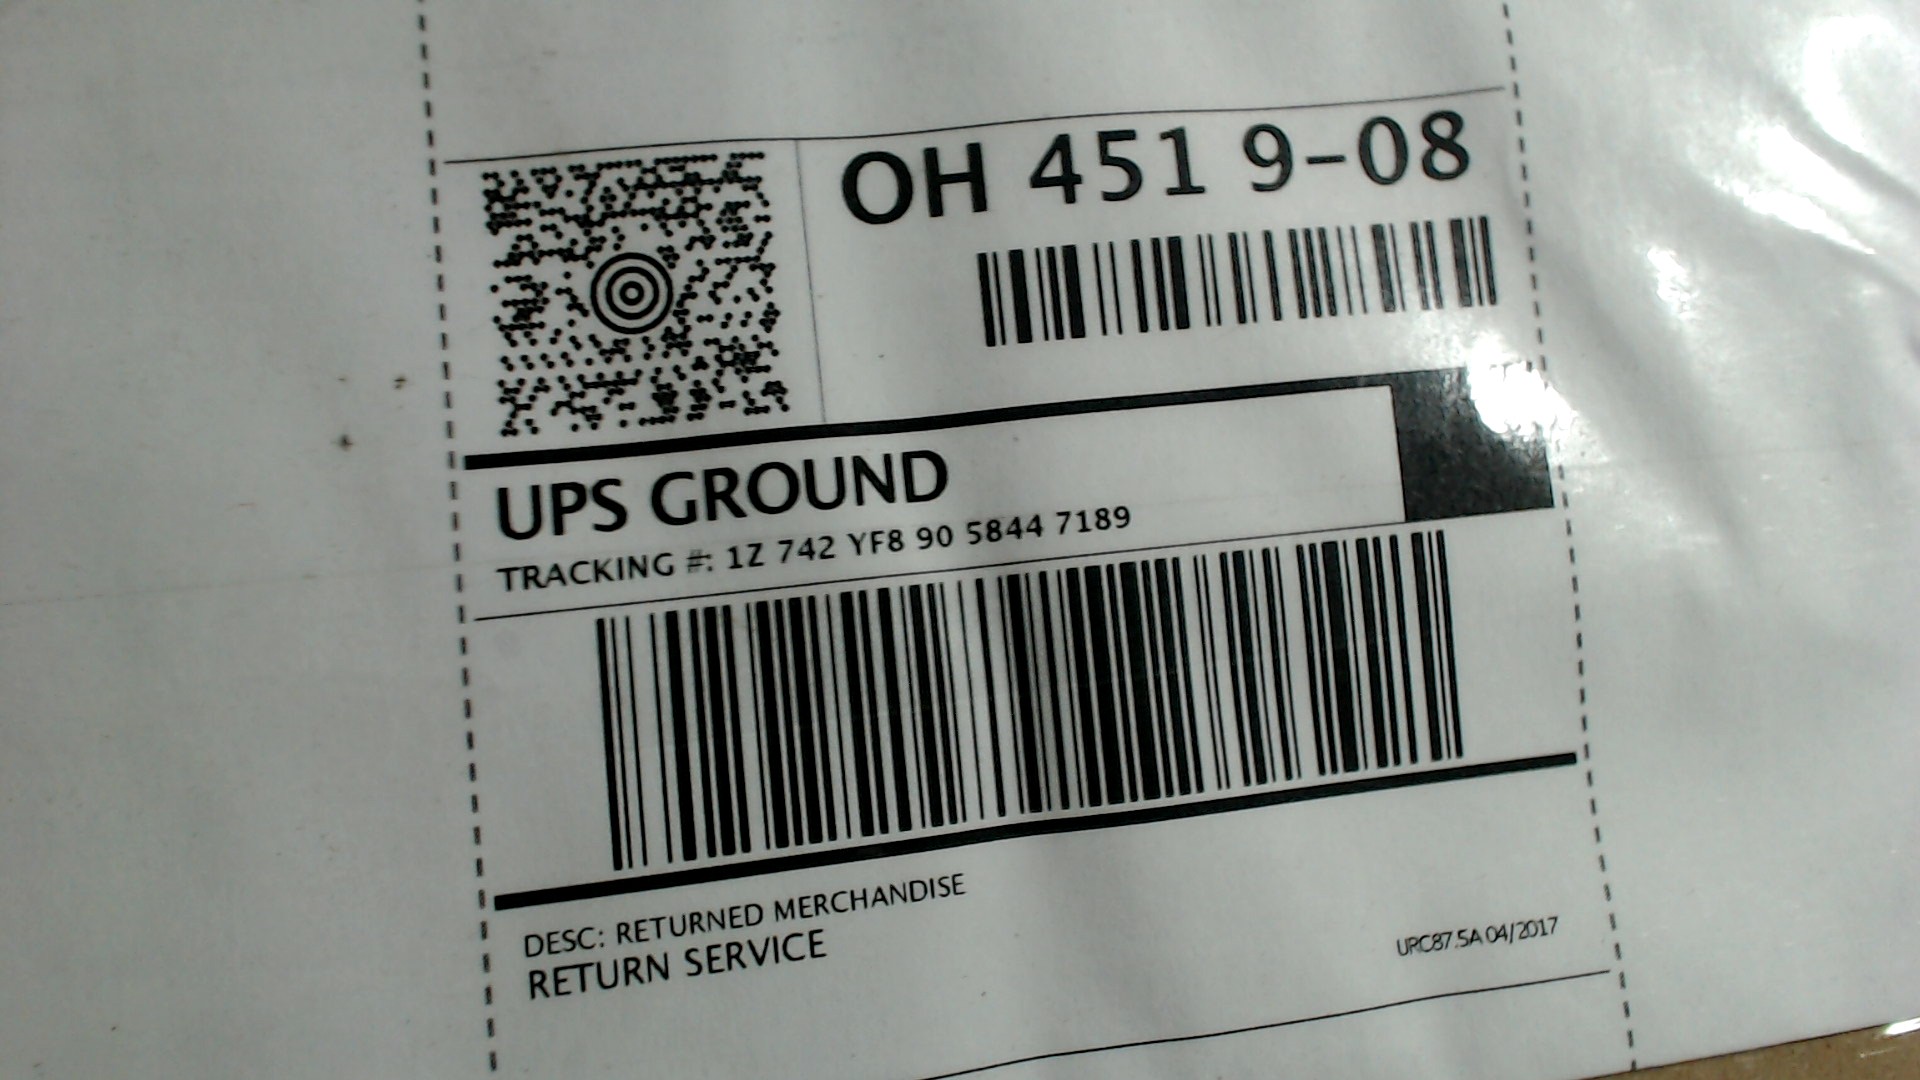 OH 451 9-08
UPS GROUND
TRACKING #: 1Z 742 YF8 90 5844 7189
DESC: RETURNED MERCHANDISE
RETURN SERVICE
URC87.5A 04/2017